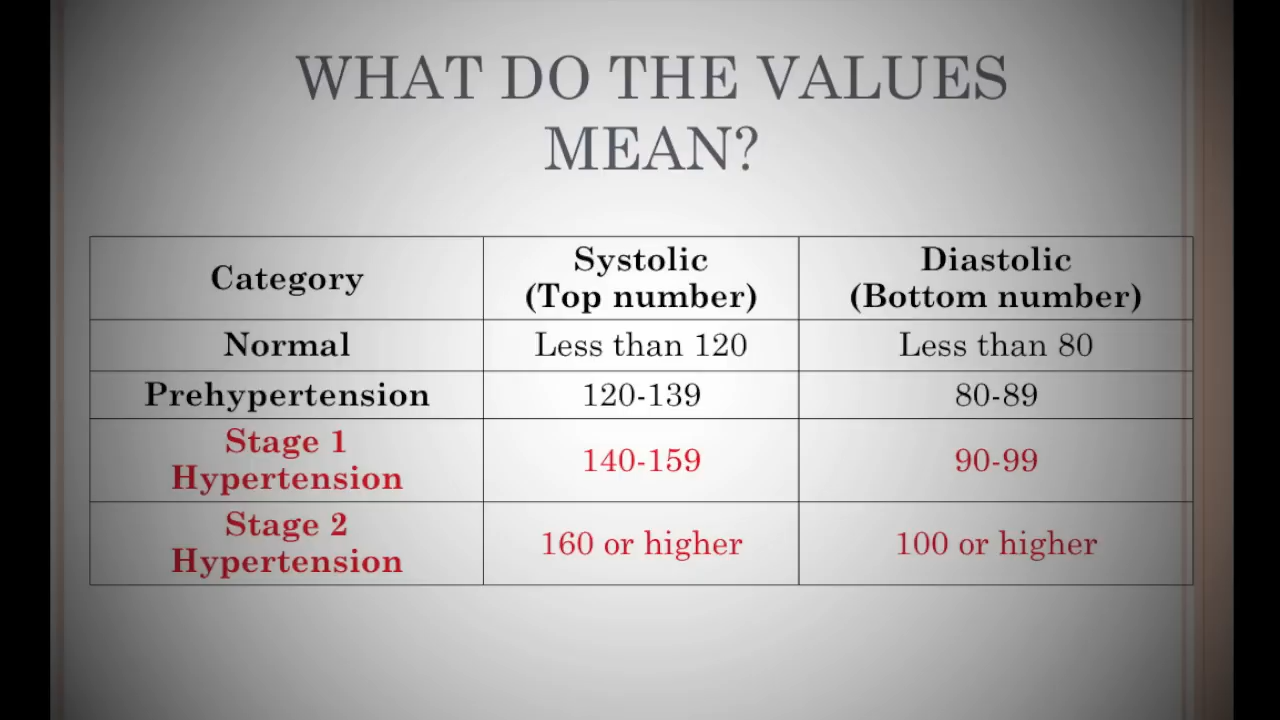 WHAT DO THE VALUES
MEAN?
Category
Systolic
(Top number)
Diastolic
(Bottom number)
Normal
Less than 120
Less than 80
Prehypertension
120-139
80-89
Stage 1
Hypertension
140-159
90-99
Stage 2
Hypertension
160 or higher
100 or higher